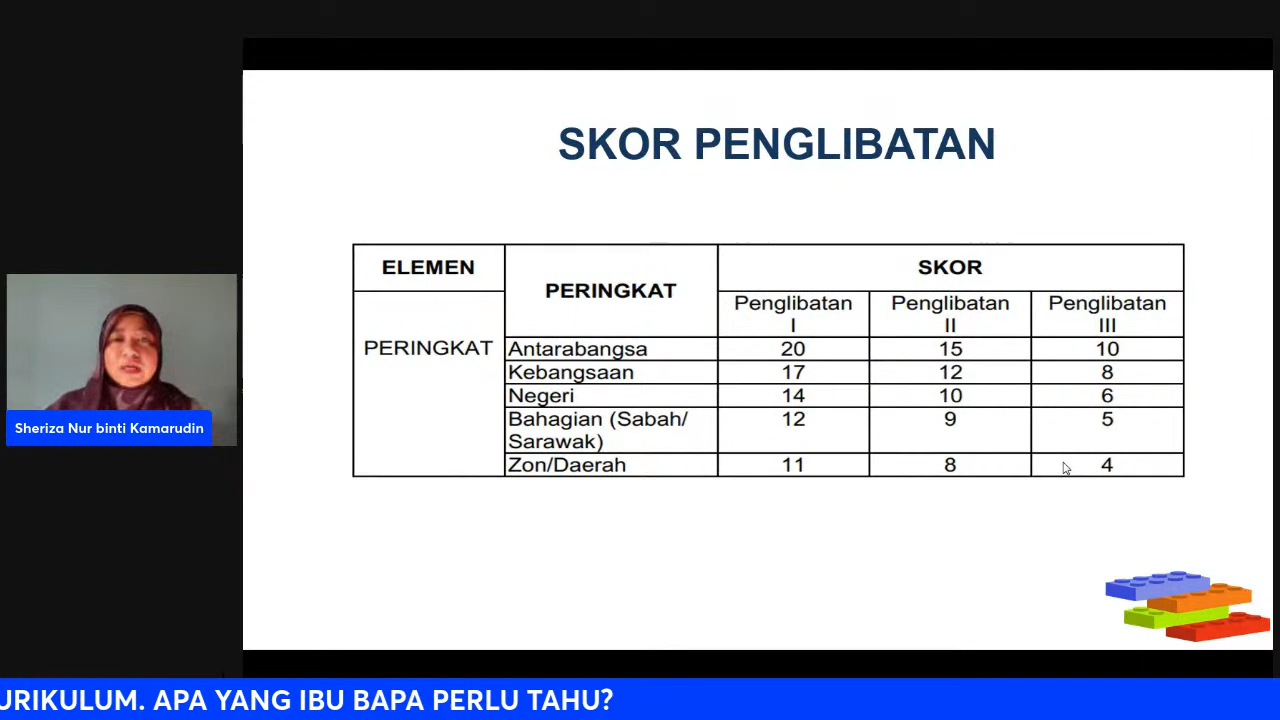 SKOR PENGLIBATAN
ELEMEN
PERINGKAT
SKOR
Penglibatan I
Penglibatan II
Penglibatan III
PERINGKAT
Antarabangsa 20 15 10
Kebangsaan 17 12 8
Negeri 14 10 6
Bahagian (Sabah/
Sarawak) 12 9 5
Zon/Daerah 11 8 4
Sheriza Nur binti Kamarudin
URIKULUM. APA YANG IBU BAPA PERLU TAHU?